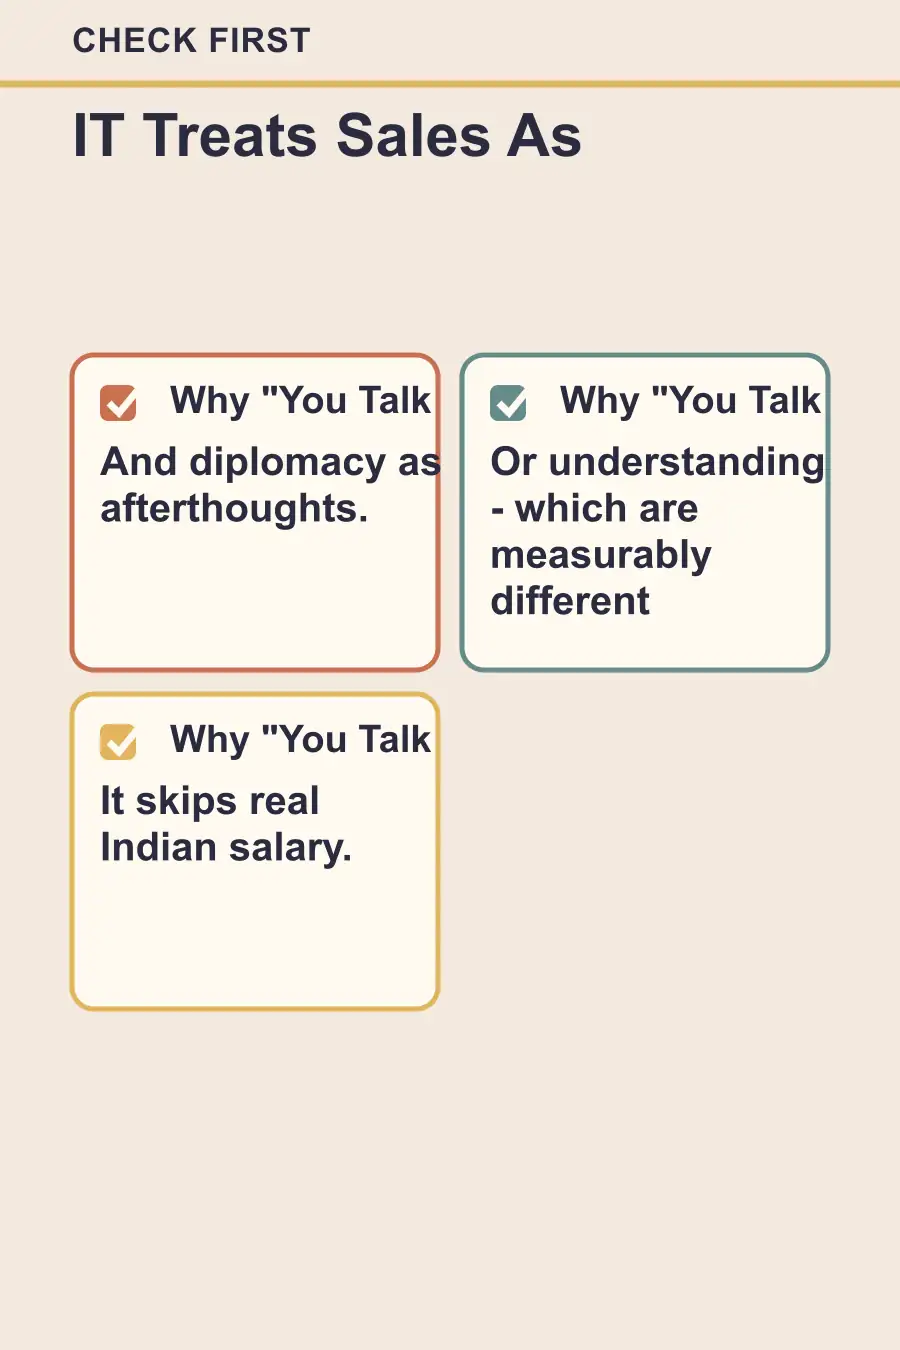 CHECK FIRST
IT Treats Sales As
Why "You Talk
And diplomacy as
afterthoughts.
Why "You Talk
Or understanding
- which are
measurably
different
Why "You Talk
It skips real
Indian salary.